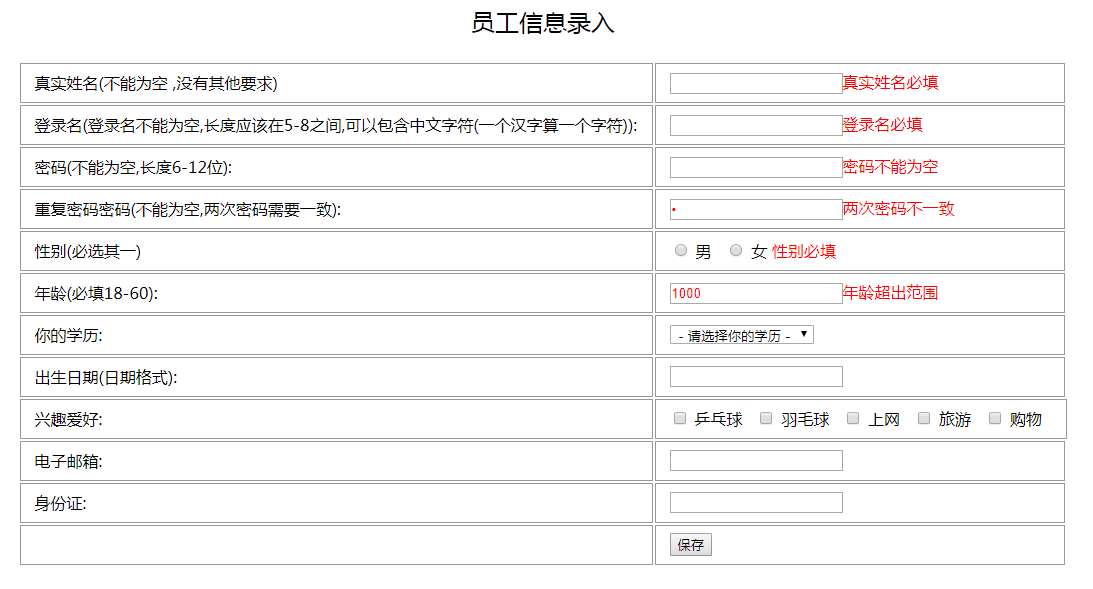 员工信息录入
真实姓名(不能为空 ,没有其他要求) 真实姓名必填
登录名(登录名不能为空,长度应该在5-8之间,可以包含中文字符(一个汉字算一个字符)): 登录名必填
密码(不能为空,长度6-12位): 密码不能为空
重复密码密码(不能为空,两次密码需要一致): • 两次密码不一致
性别(必选其一) 男 女 性别必填
年龄(必填18-60): 1000 年龄超出范围
你的学历: - 请选择你的学历 -
出生日期(日期格式):
兴趣爱好: 乒乓球 羽毛球 上网 旅游 购物
电子邮箱:
身份证:
保存